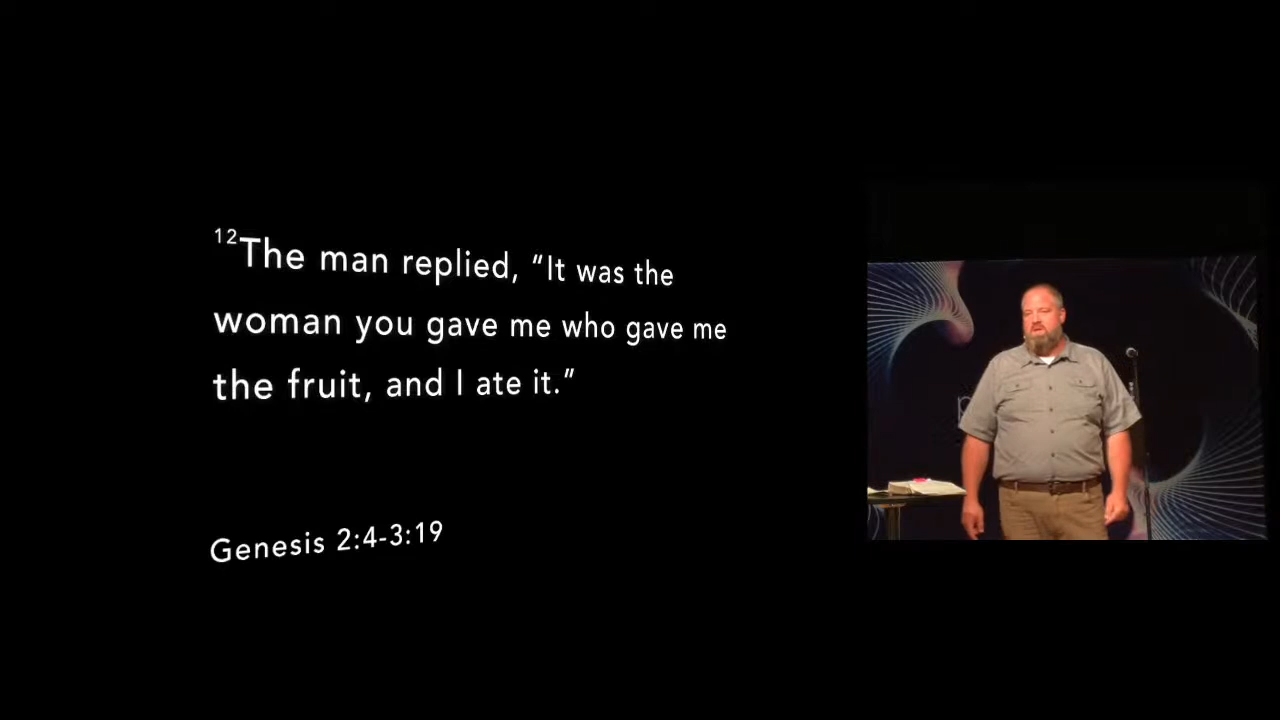 12The man replied, “It was the
woman you gave me who gave me
the fruit, and I ate it.”
Genesis 2:4-3:19